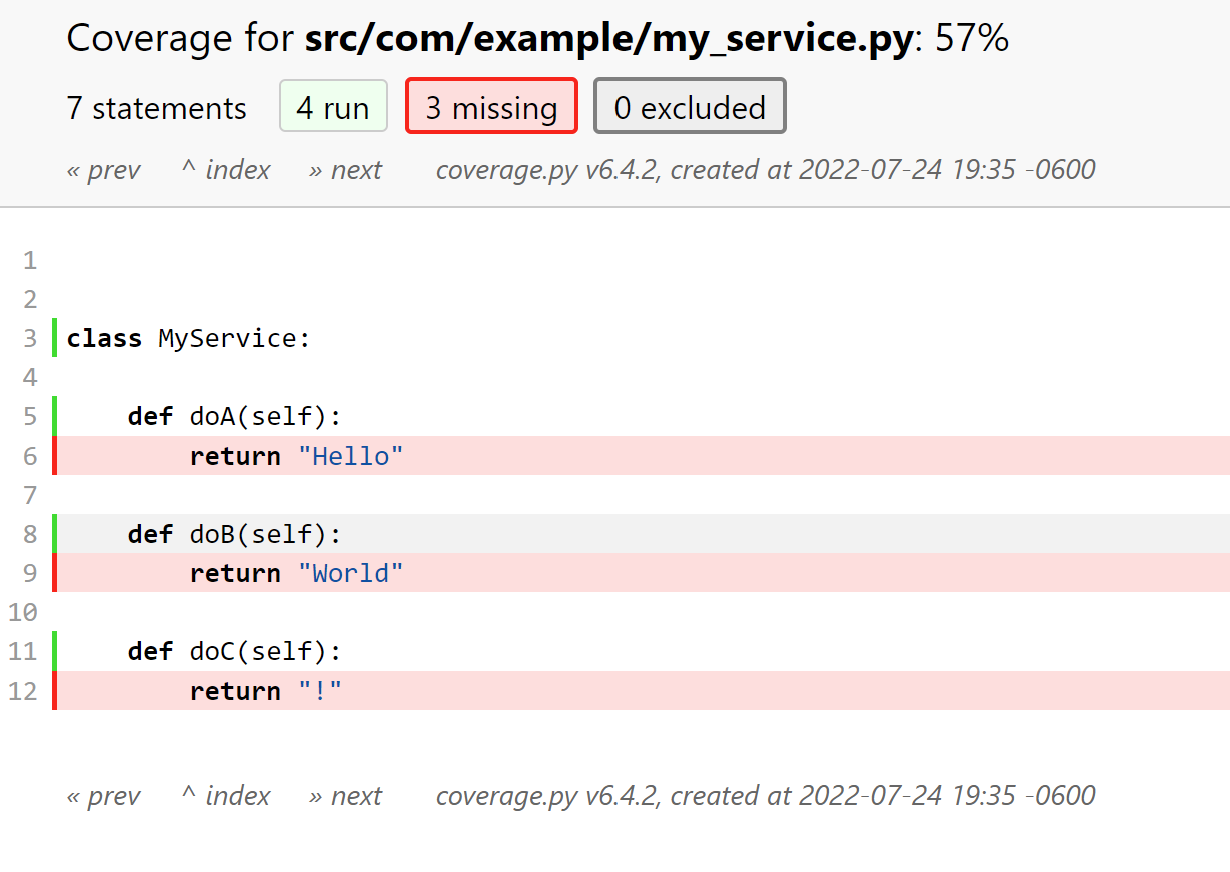 Coverage for src/com/example/my_service.py: 57%
7 statements 4 run 3 missing 0 excluded
« prev ^ index » next coverage.py v6.4.2, created at 2022-07-24 19:35 -0600
1
2
3 class MyService:
4
5     def doA(self):
6         return "Hello"
7
8     def doB(self):
9         return "World"
10
11     def doC(self):
12         return "!"
« prev ^ index » next coverage.py v6.4.2, created at 2022-07-24 19:35 -0600